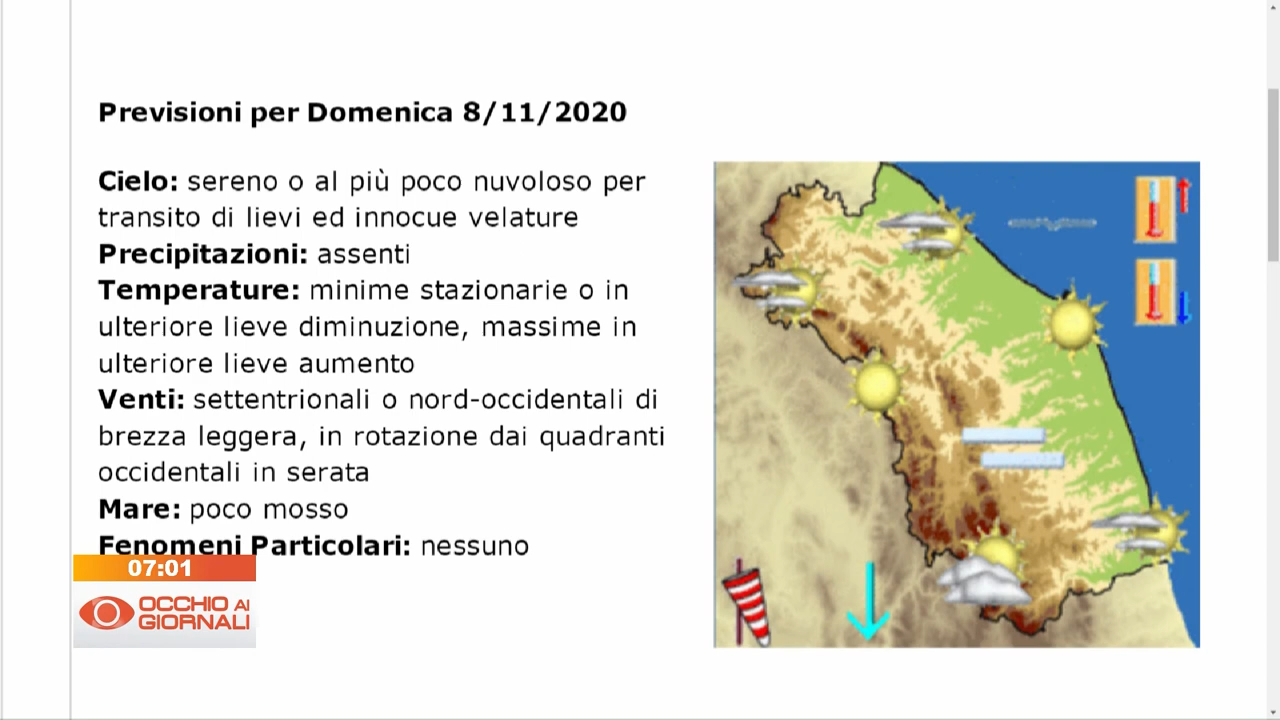 Previsioni per Domenica 8/11/2020
Cielo: sereno o al più poco nuvoloso per
transito di lievi ed innocue velature
Precipitazioni: assenti
Temperature: minime stazionarie o in
ulteriore lieve diminuzione, massime in
ulteriore lieve aumento
Venti: settentrionali o nord-occidentali di
brezza leggera, in rotazione dai quadranti
occidentali in serata
Mare: poco mosso
Fenomeni Particolari: nessuno
07:01
OCCHIO AI
GIORNALI